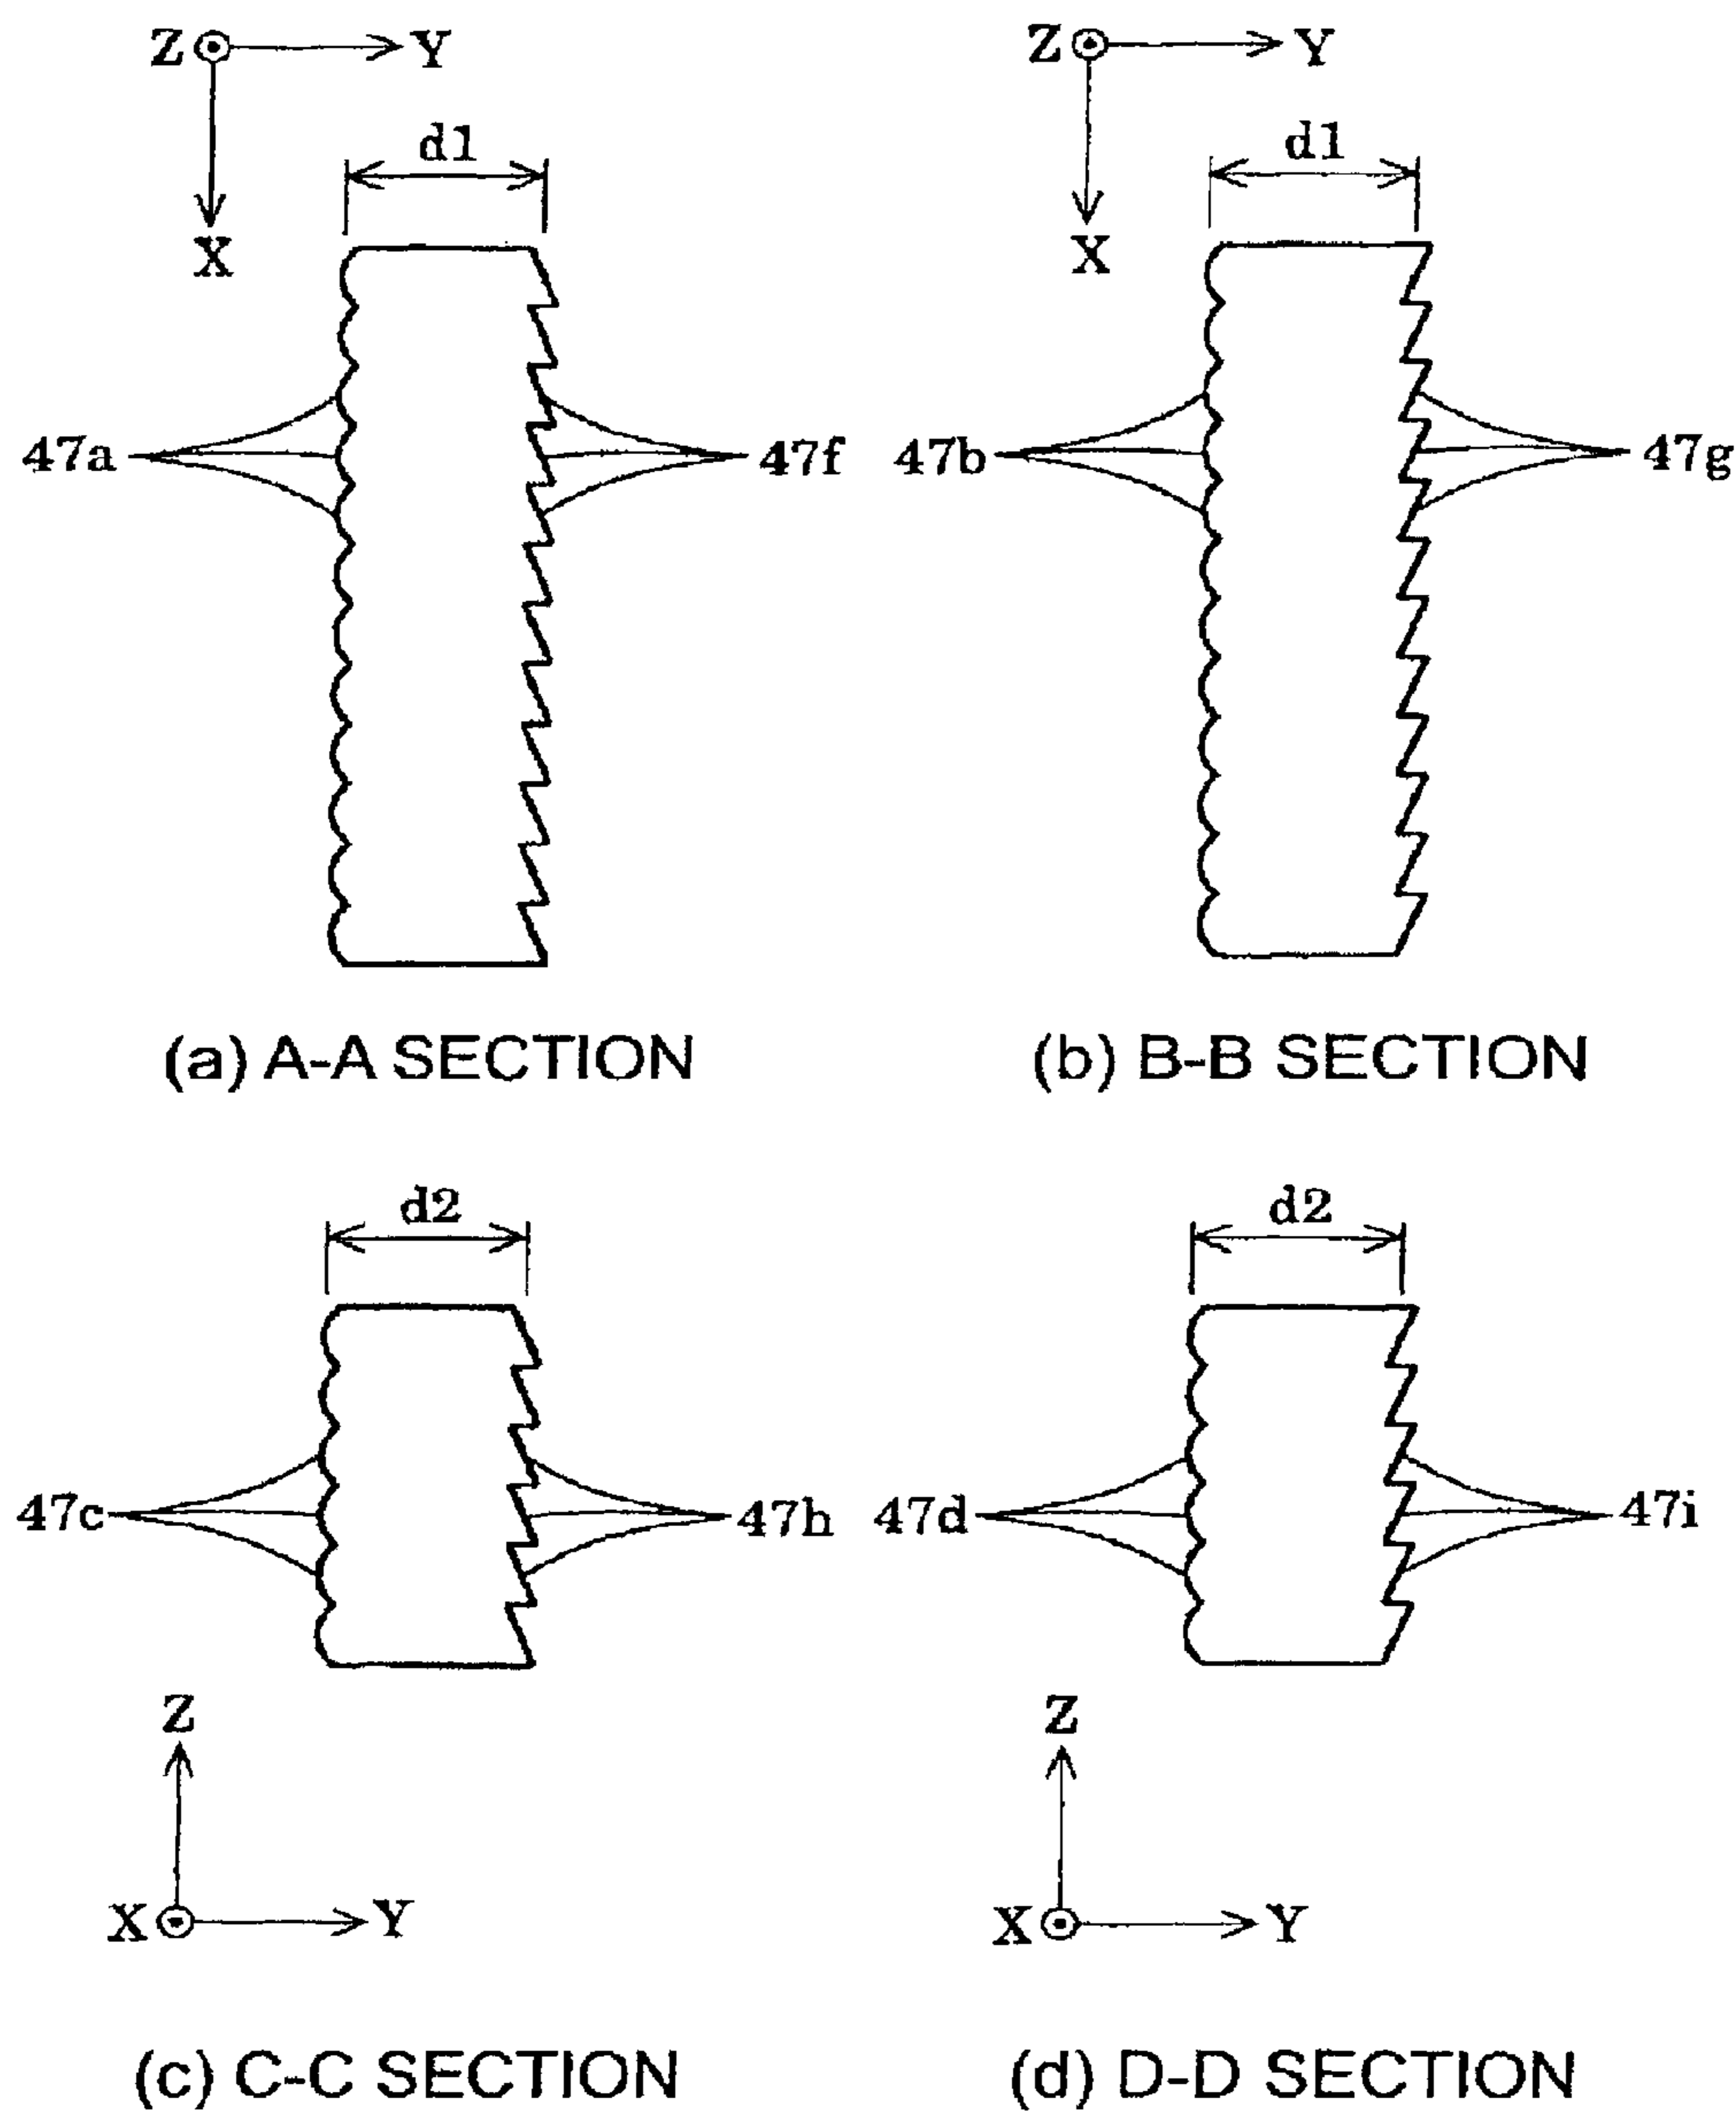 Z Y Z Y
d1 d1
X X
47a 47f 47b 47g
(a) A-A SECTION (b) B-B SECTION
d2 d2
47c 47h 47d 47i
Z Z
X Y X Y
(c) C-C SECTION (d) D-D SECTION